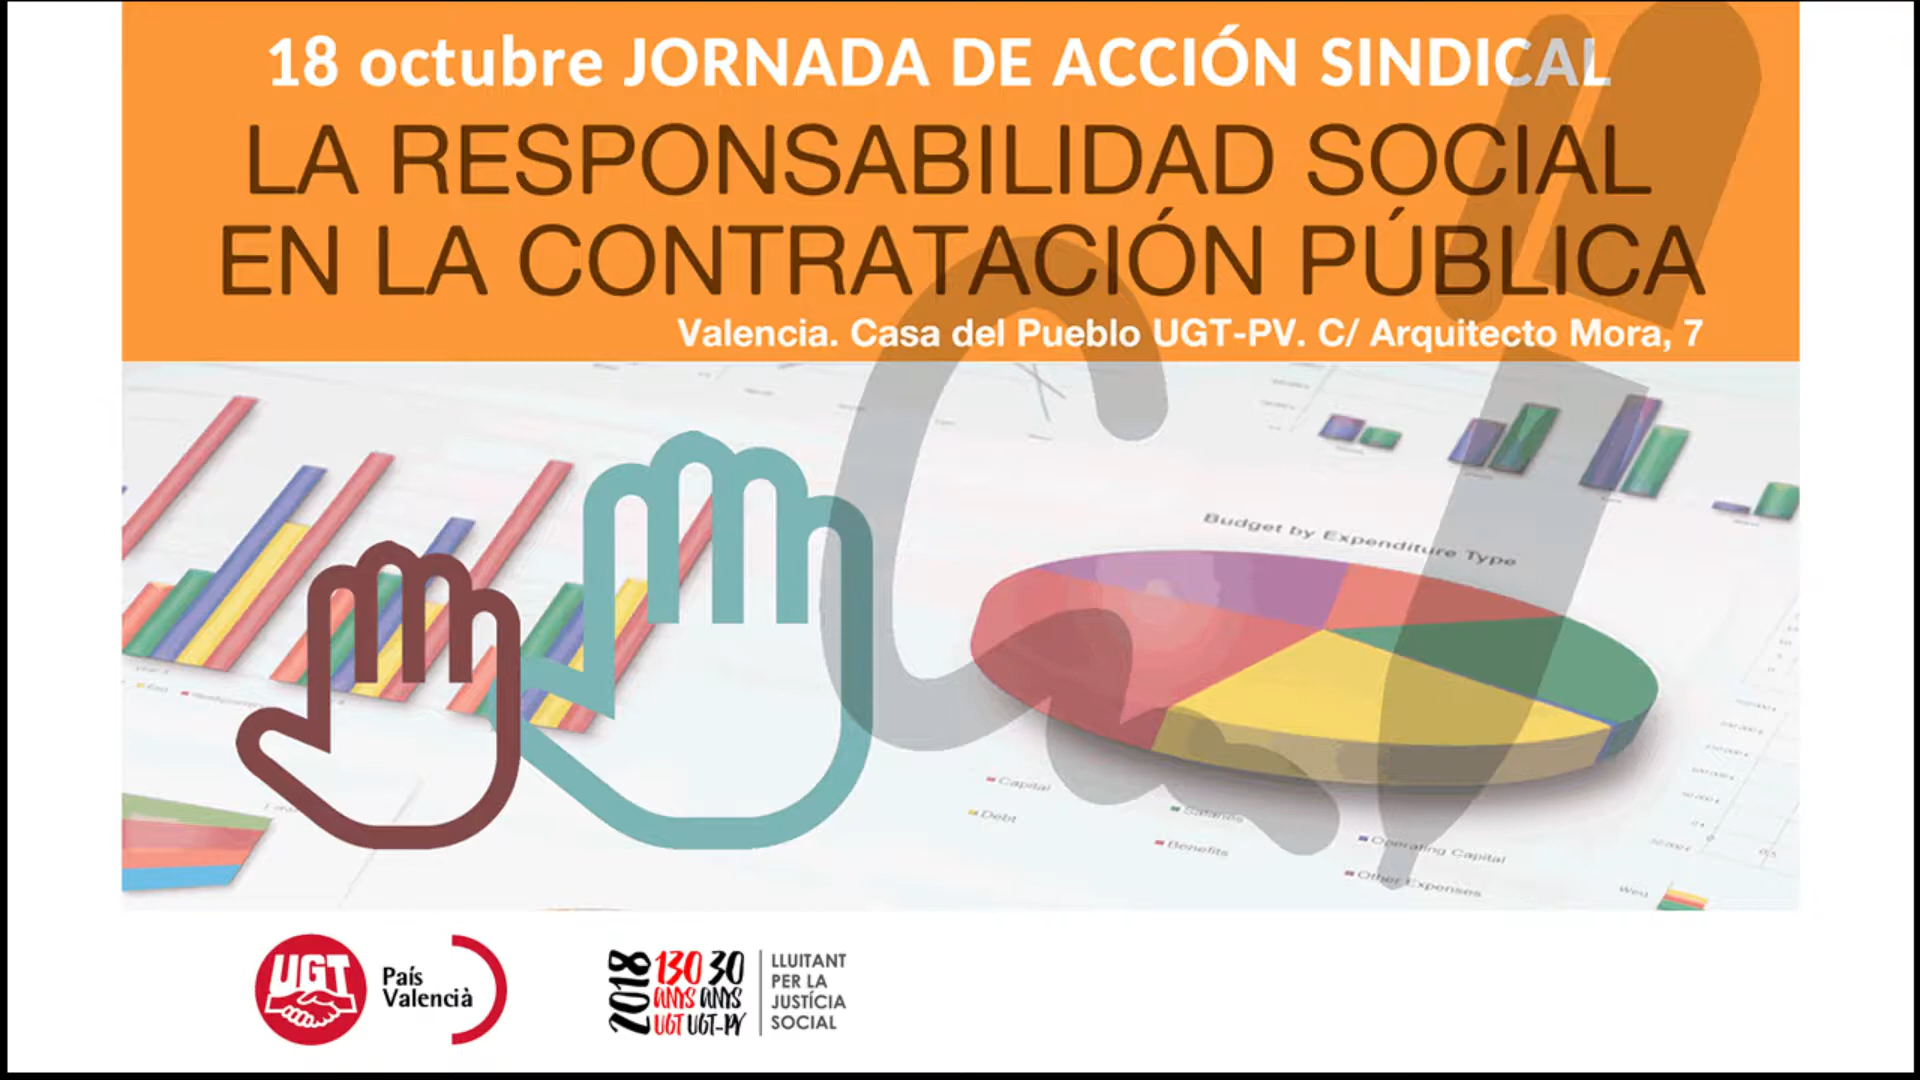 18 octubre JORNADA DE ACCIÓN SINDICAL
LA RESPONSABILIDAD SOCIAL
EN LA CONTRATACIÓN PÚBLICA
Valencia. Casa del Pueblo UGT-PV. C/ Arquitecto Mora, 7
Budget by Expenditure Type
Capital
Debt
Salaries
Benefits
Operating Capital
Other Expenses
UGT
País
Valencià
2018
130 30
ANYS ANYS
UGT UGT-PV
LLUITANT
PER LA
JUSTÍCIA
SOCIAL